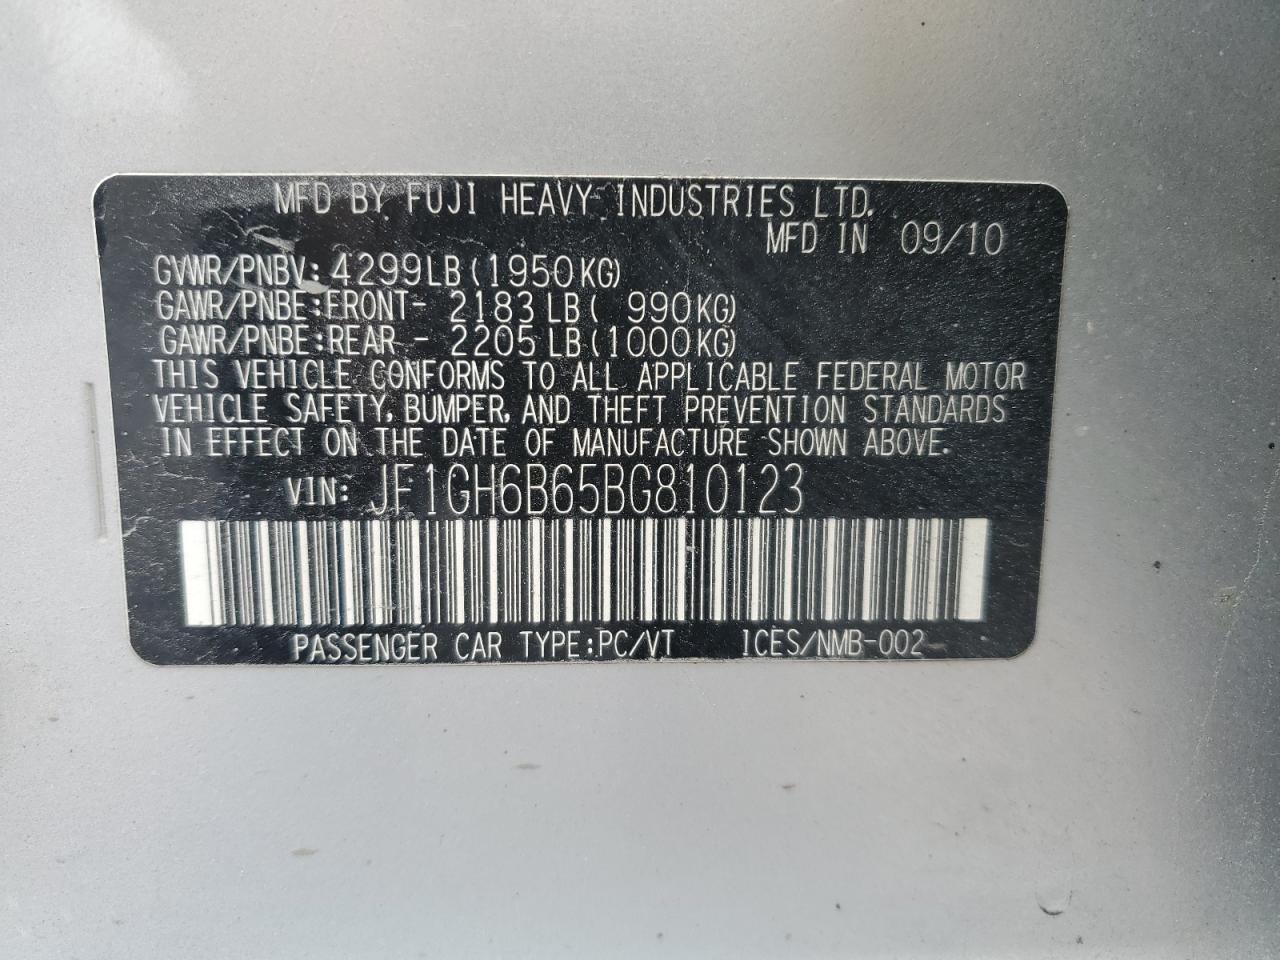 MFD BY FUJI HEAVY INDUSTRIES LTD.
MFD IN 09/10
GVWR/PNBV: 4299LB(1950KG)
GAWR/PNBE:FRONT- 2183LB( 990KG)
GAWR/PNBE:REAR - 2205LB(1000KG)
THIS VEHICLE CONFORMS TO ALL APPLICABLE FEDERAL MOTOR
VEHICLE SAFETY, BUMPER, AND THEFT PREVENTION STANDARDS
IN EFFECT ON THE DATE OF MANUFACTURE SHOWN ABOVE.
VIN: JF1GH6B65BG810123
PASSENGER CAR TYPE:PC/VT ICES/NMB-002